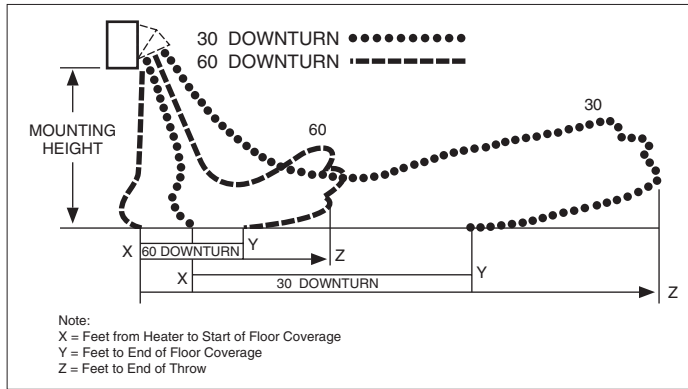 30 DOWNTURN
60 DOWNTURN
MOUNTING
HEIGHT
60
30
X
60 DOWNTURN
Y
Z
X
30 DOWNTURN
Y
Z
Note:
X = Feet from Heater to Start of Floor Coverage
Y = Feet to End of Floor Coverage
Z = Feet to End of Throw